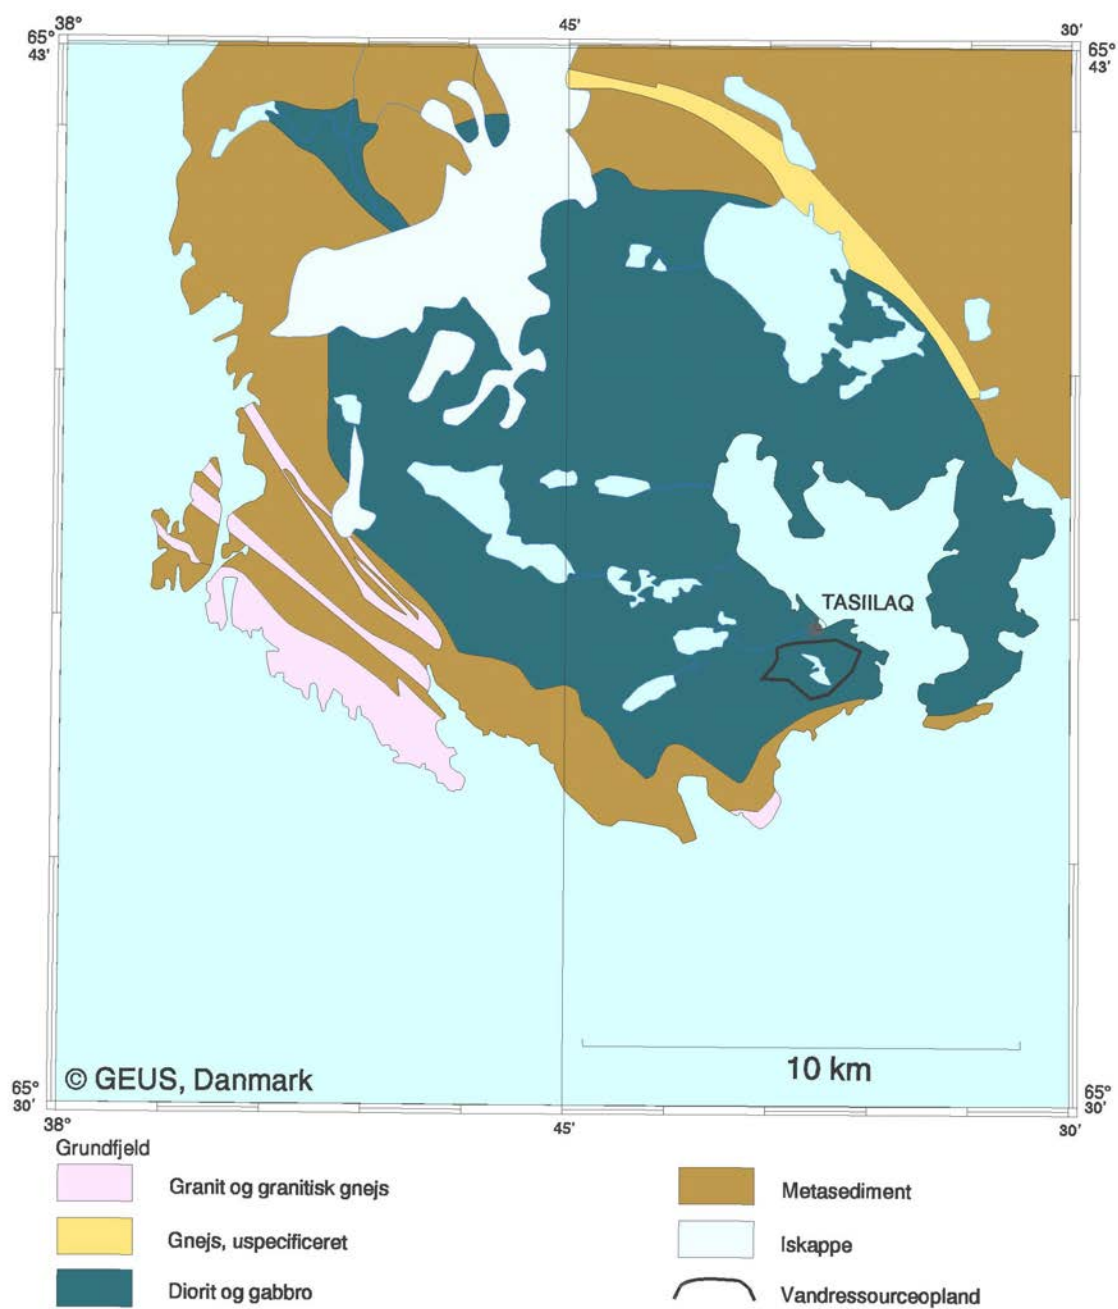 38° 45' 30'
65° 43' 65° 43'
TASIILAQ
10 km
© GEUS, Danmark
65° 30' 65° 30'
38° 45' 30'
Grundfjeld
Granit og granitisk gnejs
Gnejs, uspecificeret
Diorit og gabbro
Metasediment
Iskappe
Vandressourceopland